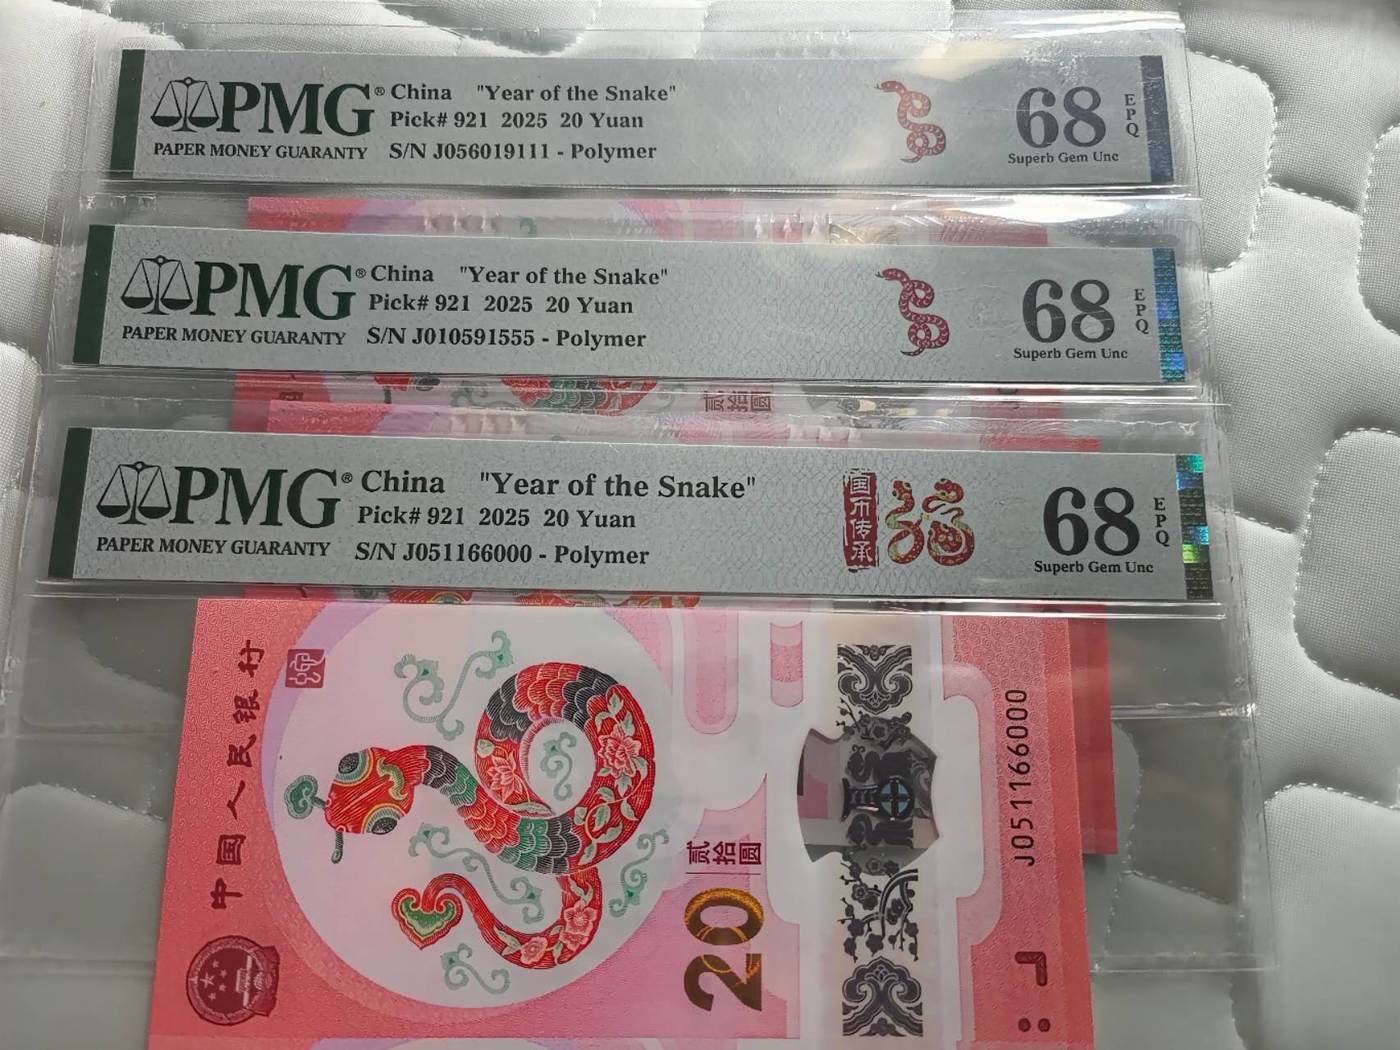 PMG® China "Year of the Snake"
Pick# 921 2025 20 Yuan
PAPER MONEY GUARANTY S/N J056019111 - Polymer
68
EPQ
Superb Gem Unc
PMG® China "Year of the Snake"
Pick# 921 2025 20 Yuan
PAPER MONEY GUARANTY S/N J010591555 - Polymer
68
EPQ
Superb Gem Unc
贰拾圆
PMG® China "Year of the Snake"
Pick# 921 2025 20 Yuan
PAPER MONEY GUARANTY S/N J051166000 - Polymer
国币传承
68
EPQ
Superb Gem Unc
中国人民银行
贰拾圆
20
J051166000